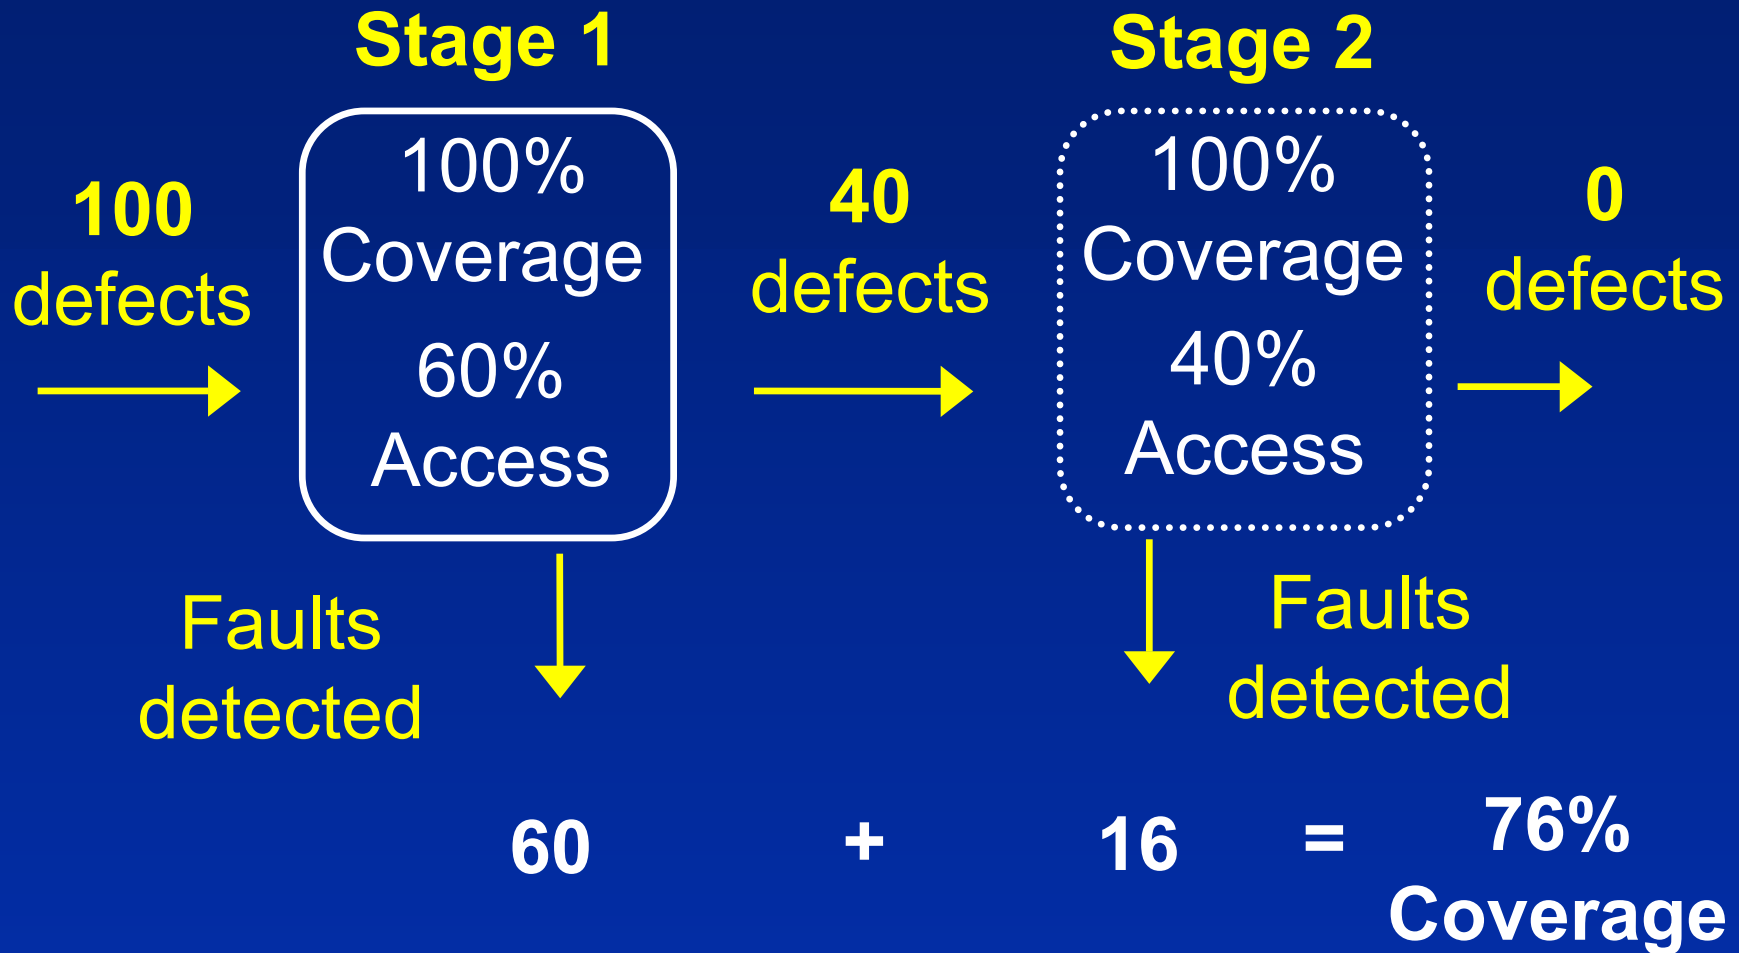 Stage 1
Stage 2
100
defects
100%
Coverage
60%
Access
40
defects
100%
Coverage
40%
Access
0
defects
Faults
detected
Faults
detected
60 + 16 = 76%
Coverage